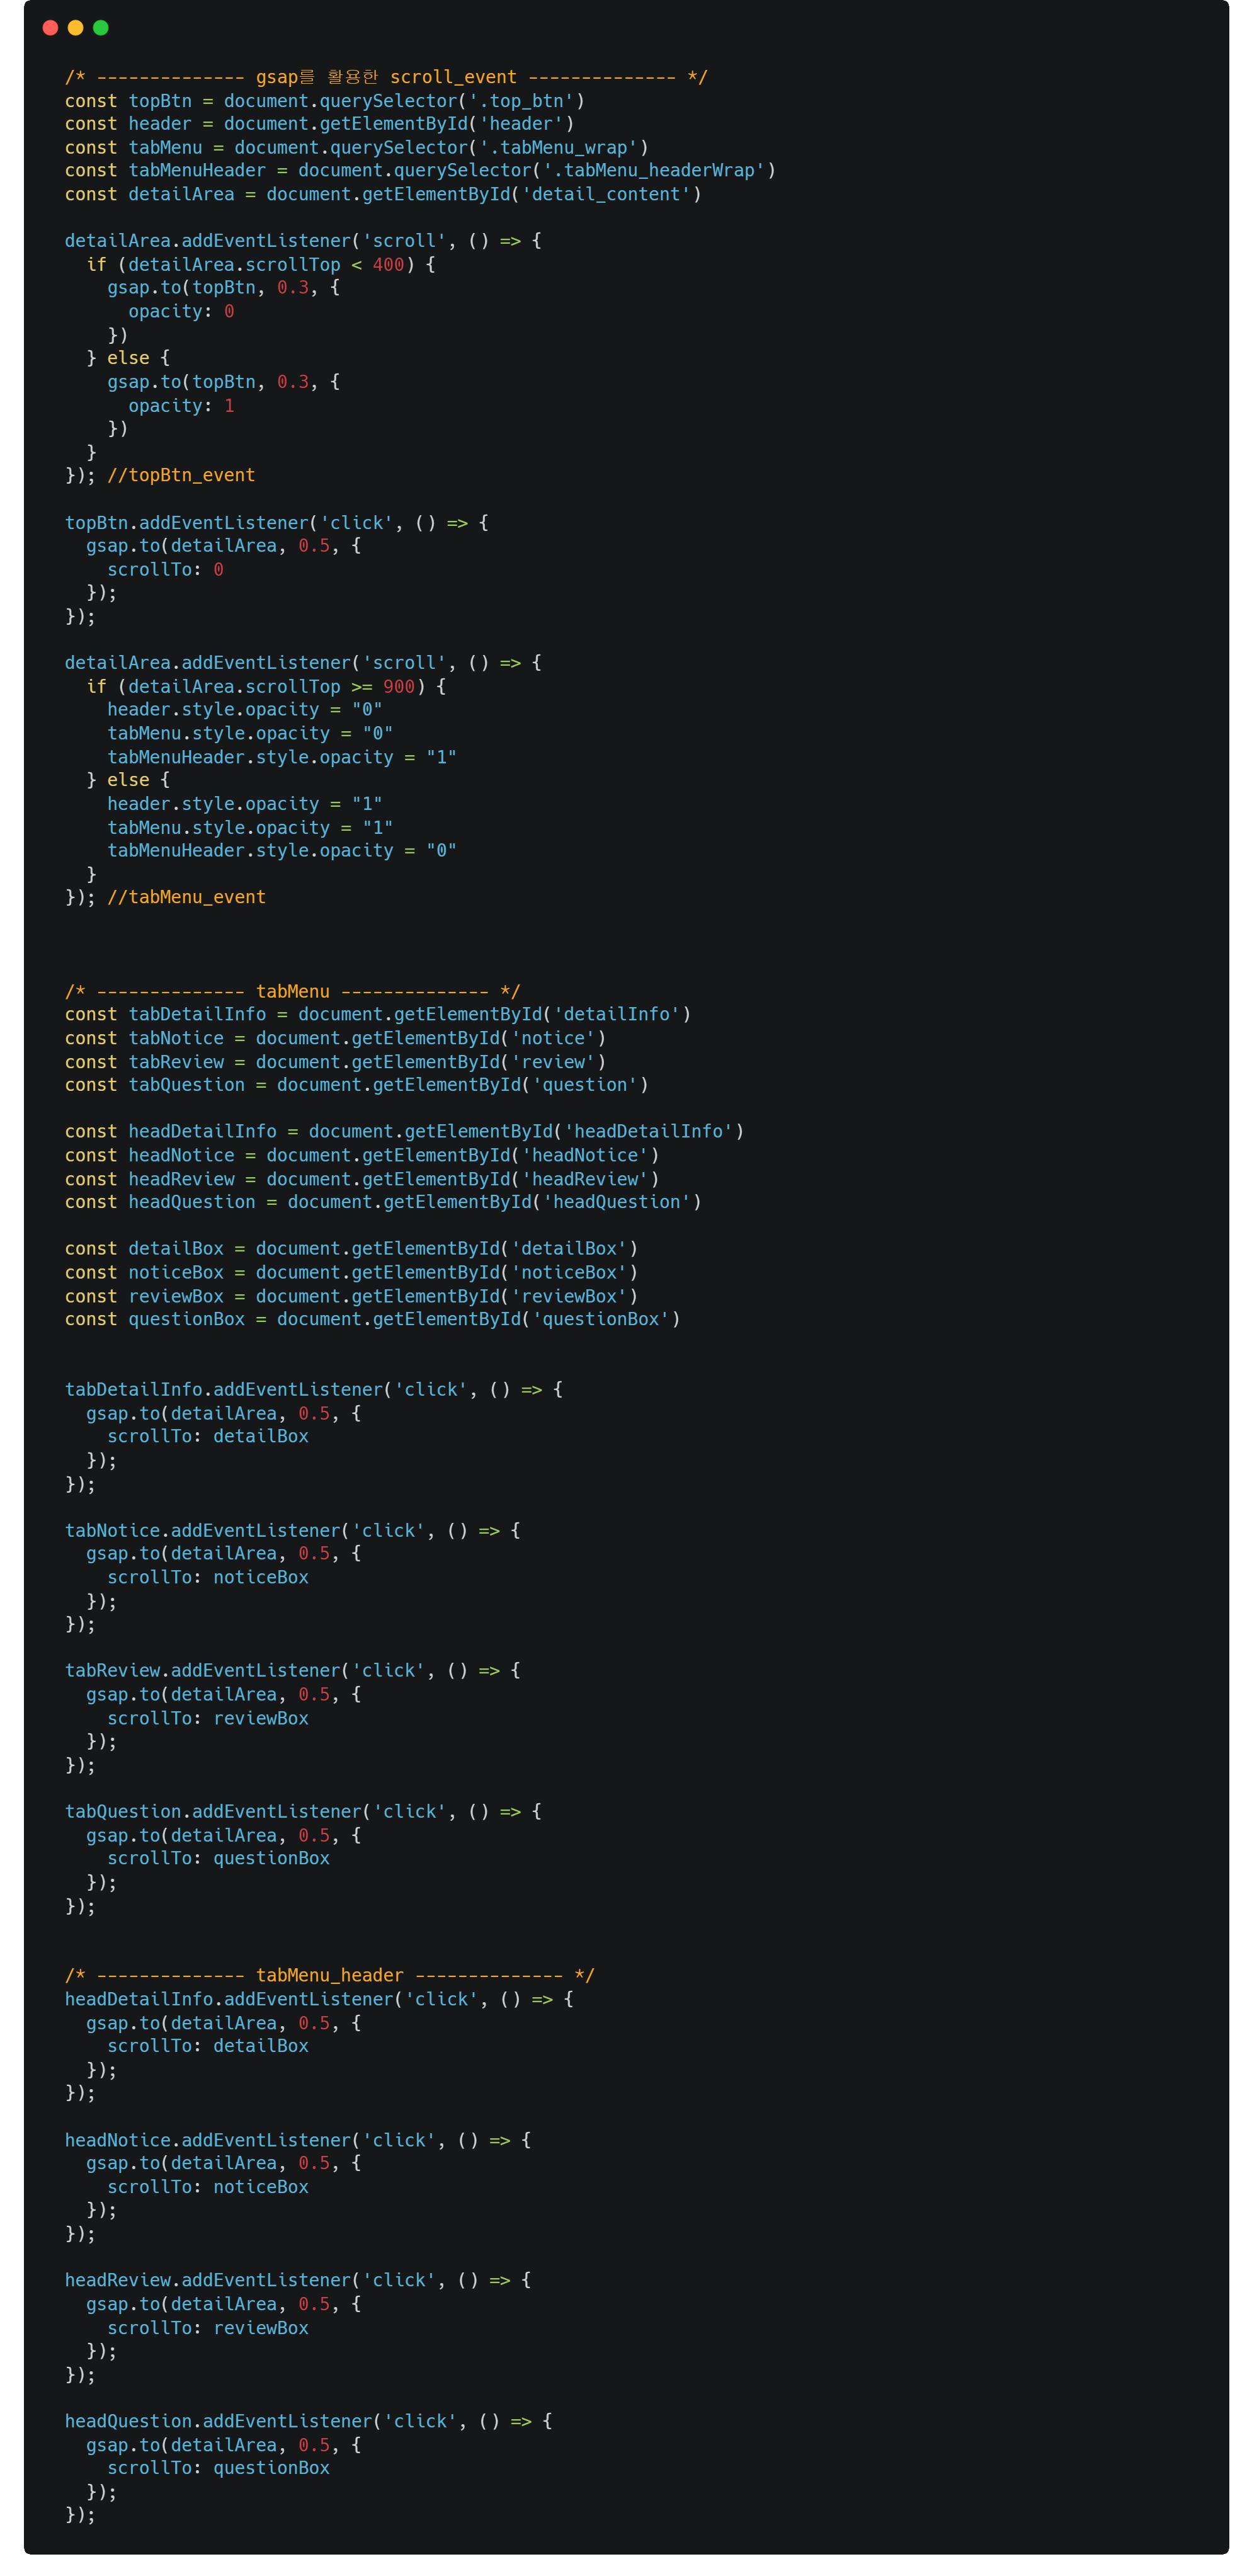 /* -------------- gsap를 활용한 scroll_event -------------- */
const topBtn = document.querySelector('.top_btn')
const header = document.getElementById('header')
const tabMenu = document.querySelector('.tabMenu_wrap')
const tabMenuHeader = document.querySelector('.tabMenu_headerWrap')
const detailArea = document.getElementById('detail_content')

detailArea.addEventListener('scroll', () => {
  if (detailArea.scrollTop < 400) {
    gsap.to(topBtn, 0.3, {
      opacity: 0
    })
  } else {
    gsap.to(topBtn, 0.3, {
      opacity: 1
    })
  }
}); //topBtn_event

topBtn.addEventListener('click', () => {
  gsap.to(detailArea, 0.5, {
    scrollTo: 0
  });
});

detailArea.addEventListener('scroll', () => {
  if (detailArea.scrollTop >= 900) {
    header.style.opacity = "0"
    tabMenu.style.opacity = "0"
    tabMenuHeader.style.opacity = "1"
  } else {
    header.style.opacity = "1"
    tabMenu.style.opacity = "1"
    tabMenuHeader.style.opacity = "0"
  }
}); //tabMenu_event

/* -------------- tabMenu -------------- */
const tabDetailInfo = document.getElementById('detailInfo')
const tabNotice = document.getElementById('notice')
const tabReview = document.getElementById('review')
const tabQuestion = document.getElementById('question')

const headDetailInfo = document.getElementById('headDetailInfo')
const headNotice = document.getElementById('headNotice')
const headReview = document.getElementById('headReview')
const headQuestion = document.getElementById('headQuestion')

const detailBox = document.getElementById('detailBox')
const noticeBox = document.getElementById('noticeBox')
const reviewBox = document.getElementById('reviewBox')
const questionBox = document.getElementById('questionBox')

tabDetailInfo.addEventListener('click', () => {
  gsap.to(detailArea, 0.5, {
    scrollTo: detailBox
  });
});

tabNotice.addEventListener('click', () => {
  gsap.to(detailArea, 0.5, {
    scrollTo: noticeBox
  });
});

tabReview.addEventListener('click', () => {
  gsap.to(detailArea, 0.5, {
    scrollTo: reviewBox
  });
});

tabQuestion.addEventListener('click', () => {
  gsap.to(detailArea, 0.5, {
    scrollTo: questionBox
  });
});

/* -------------- tabMenu_header -------------- */
headDetailInfo.addEventListener('click', () => {
  gsap.to(detailArea, 0.5, {
    scrollTo: detailBox
  });
});

headNotice.addEventListener('click', () => {
  gsap.to(detailArea, 0.5, {
    scrollTo: noticeBox
  });
});

headReview.addEventListener('click', () => {
  gsap.to(detailArea, 0.5, {
    scrollTo: reviewBox
  });
});

headQuestion.addEventListener('click', () => {
  gsap.to(detailArea, 0.5, {
    scrollTo: questionBox
  });
});